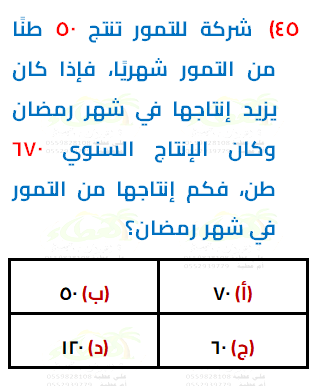 ٤٥) شركة للتمور تنتج ٥٠ طنًا
من التمور شهريًا، فإذا كان
يزيد إنتاجها في شهر رمضان
وكان الإنتاج السنوي ٦٧٠
طن، فكم إنتاجها من التمور
في شهر رمضان؟
(أ) ٧٠ (ب) ٥٠
(ج) ٦٠ (د) ١٢٠